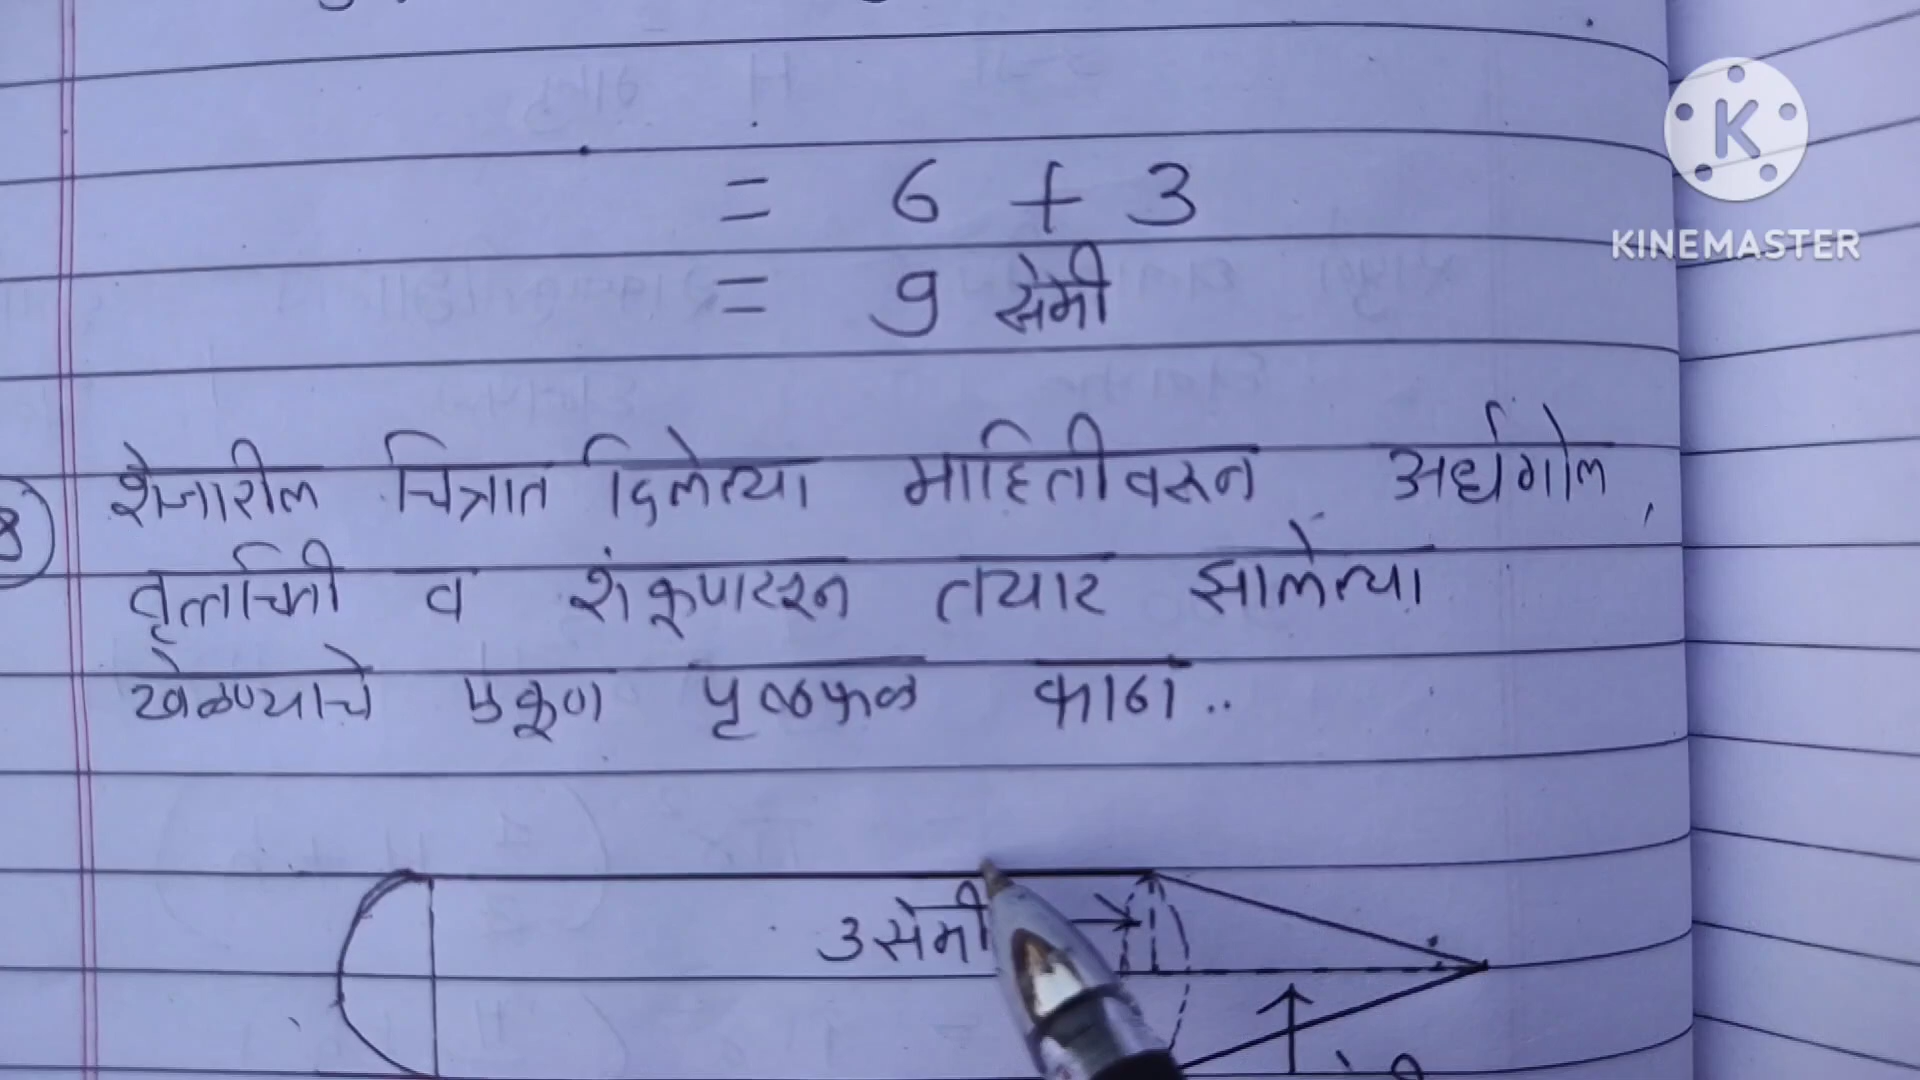 = 6 + 3
= 9 सेमी
8 शेजारील चित्रात दिलेल्या माहितीवरून अर्धगोल,
वृत्तचिती व शंकूपासून तयार झालेल्या
खेळण्याचे एकूण पृष्ठफळ काढा..
3 सेमी
K
KINEMASTER